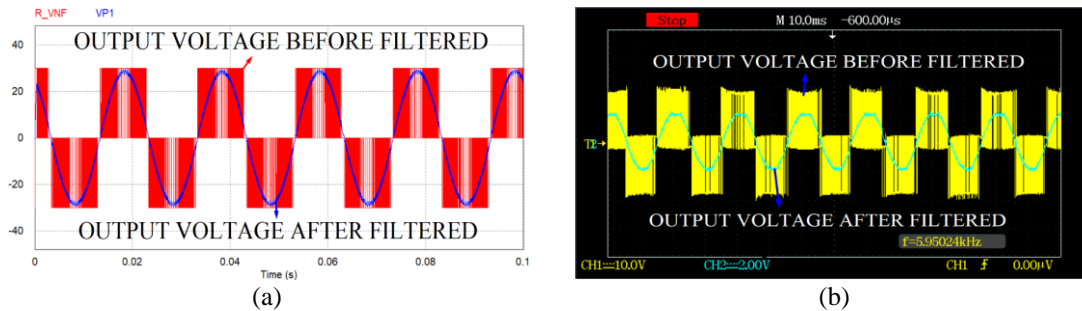 R_VNF VP1
40
OUTPUT VOLTAGE BEFORE FILTERED
20
0
-20
-40
OUTPUT VOLTAGE AFTER FILTERED
0 0.02 0.04 0.06 0.08 0.1
Time (s)
(a)
Stop M 10.0ms -600.00μs
OUTPUT VOLTAGE BEFORE FILTERED
OUTPUT VOLTAGE AFTER FILTERED
f=5.95024kHz
CH1 10.0V CH2 2.00V CH1 0.00μV
(b)